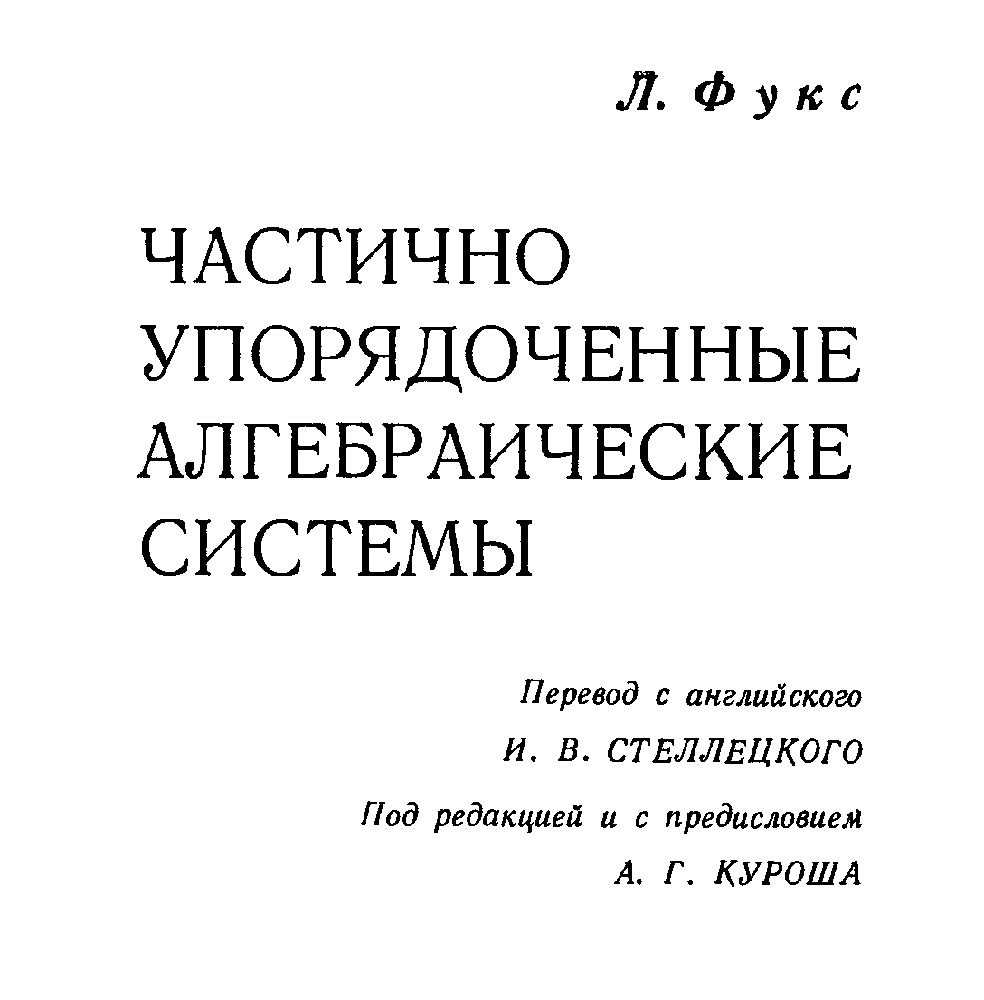 Л. Фукс
ЧАСТИЧНО
УПОРЯДОЧЕННЫЕ
АЛГЕБРАИЧЕСКИЕ
СИСТЕМЫ
Перевод с английского
И. В. СТЕЛЛЕЦКОГО
Под редакцией и с предисловием
А. Г. КУРОША